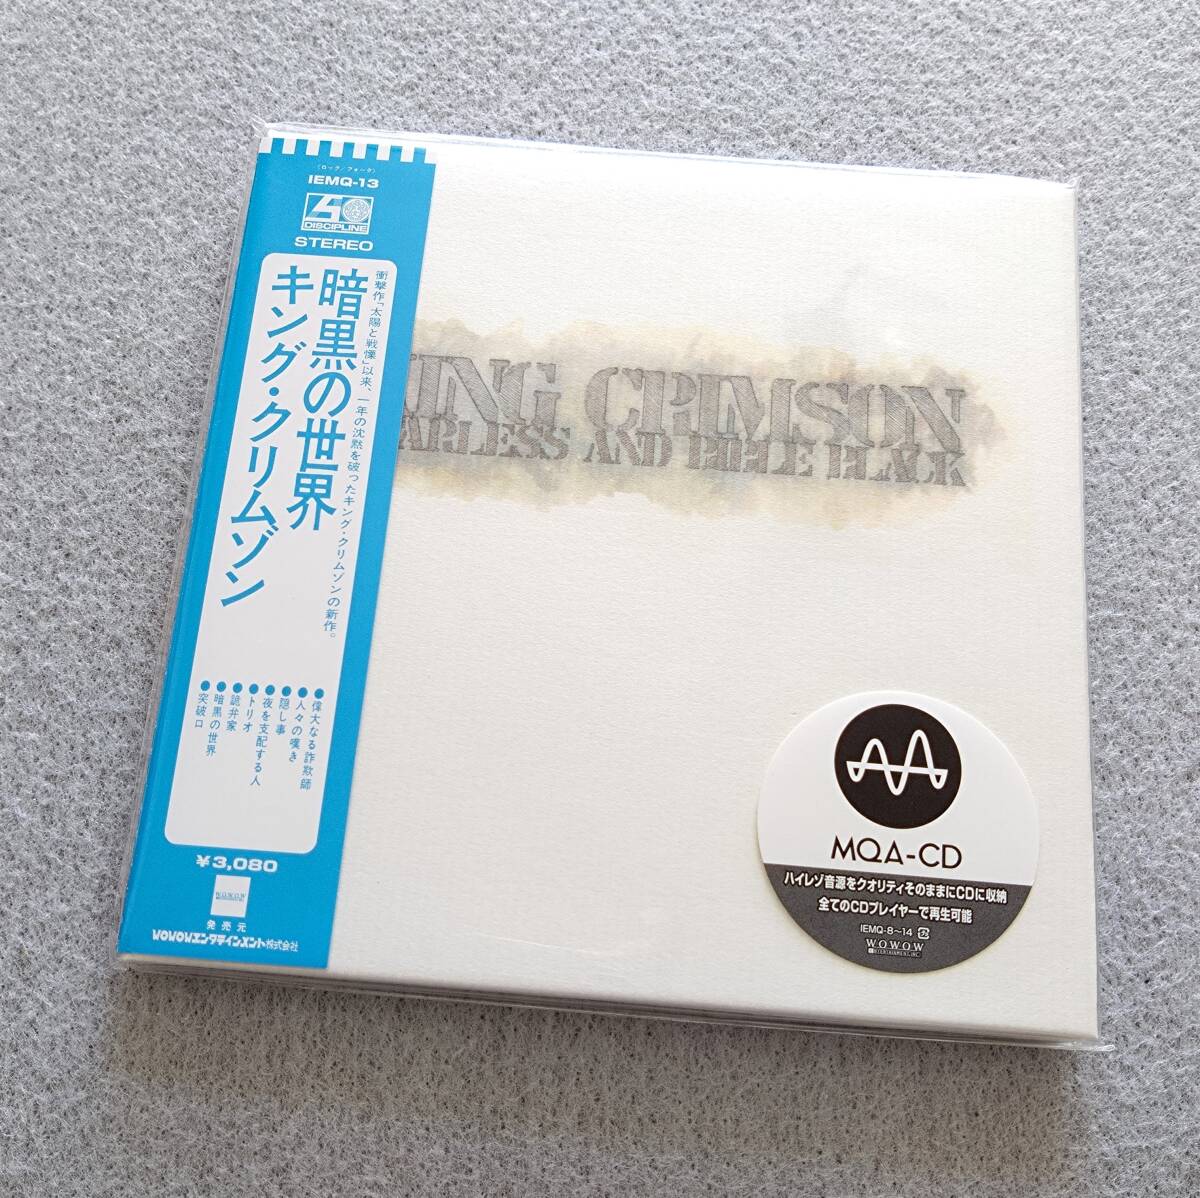 〈ロック／フォーク〉
IEMQ-13
DISCIPLINE
STEREO
衝撃作「太陽と戦慄」以来、一年の沈黙を破ったキング・クリムゾンの新作。
暗黒の世界
キング・クリムゾン
●偉大なる詐欺師
●人々の嘆き
●隠し事
●夜を支配する人
●トリオ
●詭弁家
●暗黒の世界
●突破口
¥3,080
WOWOW
発売元
WOWOWエンタテインメント株式会社
ING CRIMSON
ARLESS AND BIBLE BLACK
MQA-CD
ハイレゾ音源をクオリティそのままにCDに収納
全てのCDプレイヤーで再生可能
IEMQ-8～14
WOWOW
ENTERTAINMENT, INC.